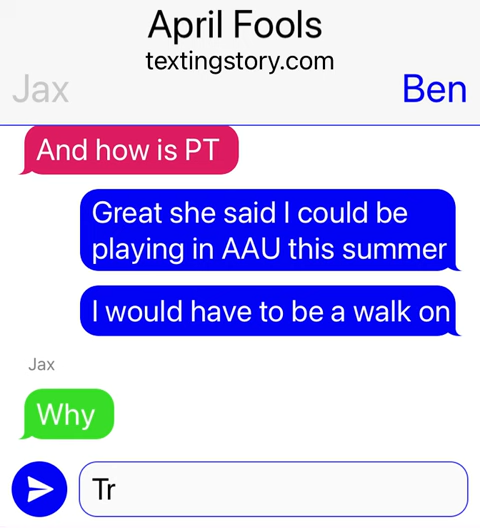 April Fools
textingstory.com
Jax
Ben
And how is PT
Great she said I could be
playing in AAU this summer
I would have to be a walk on
Jax
Why
Tr